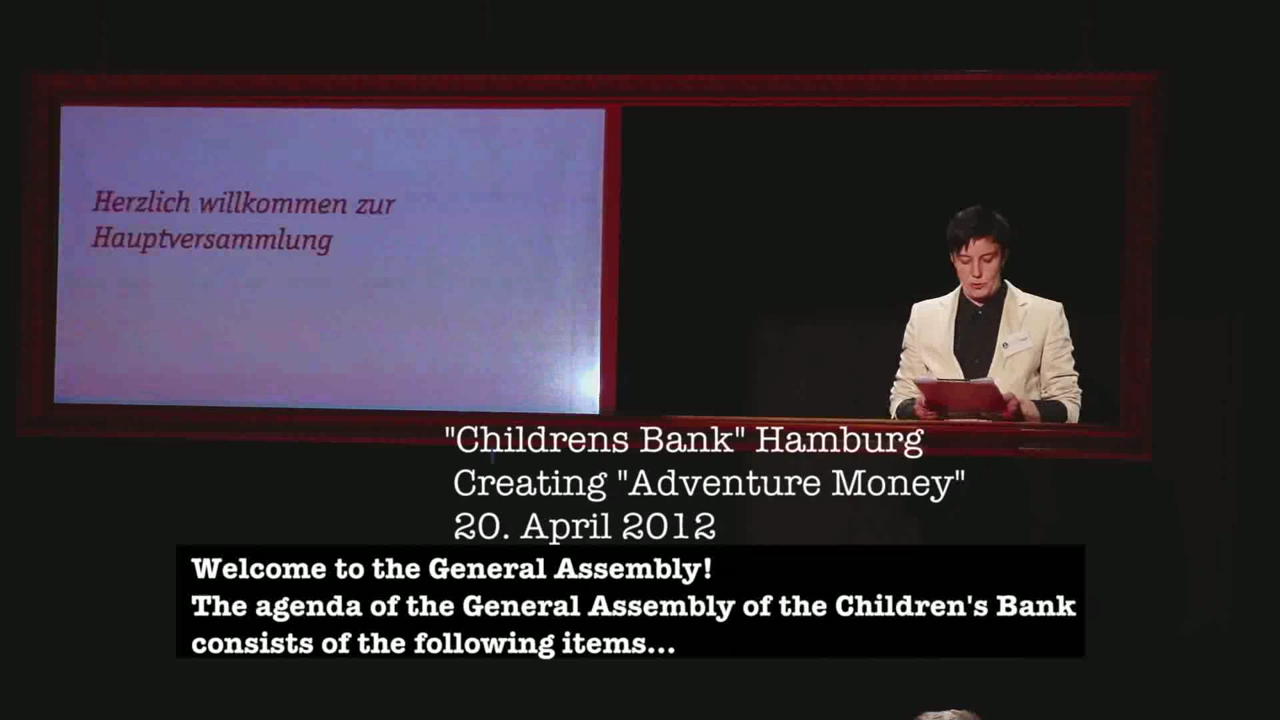 Herzlich willkommen zur
Hauptversammlung
"Childrens Bank" Hamburg
Creating "Adventure Money"
20. April 2012
Welcome to the General Assembly!
The agenda of the General Assembly of the Children's Bank
consists of the following items...